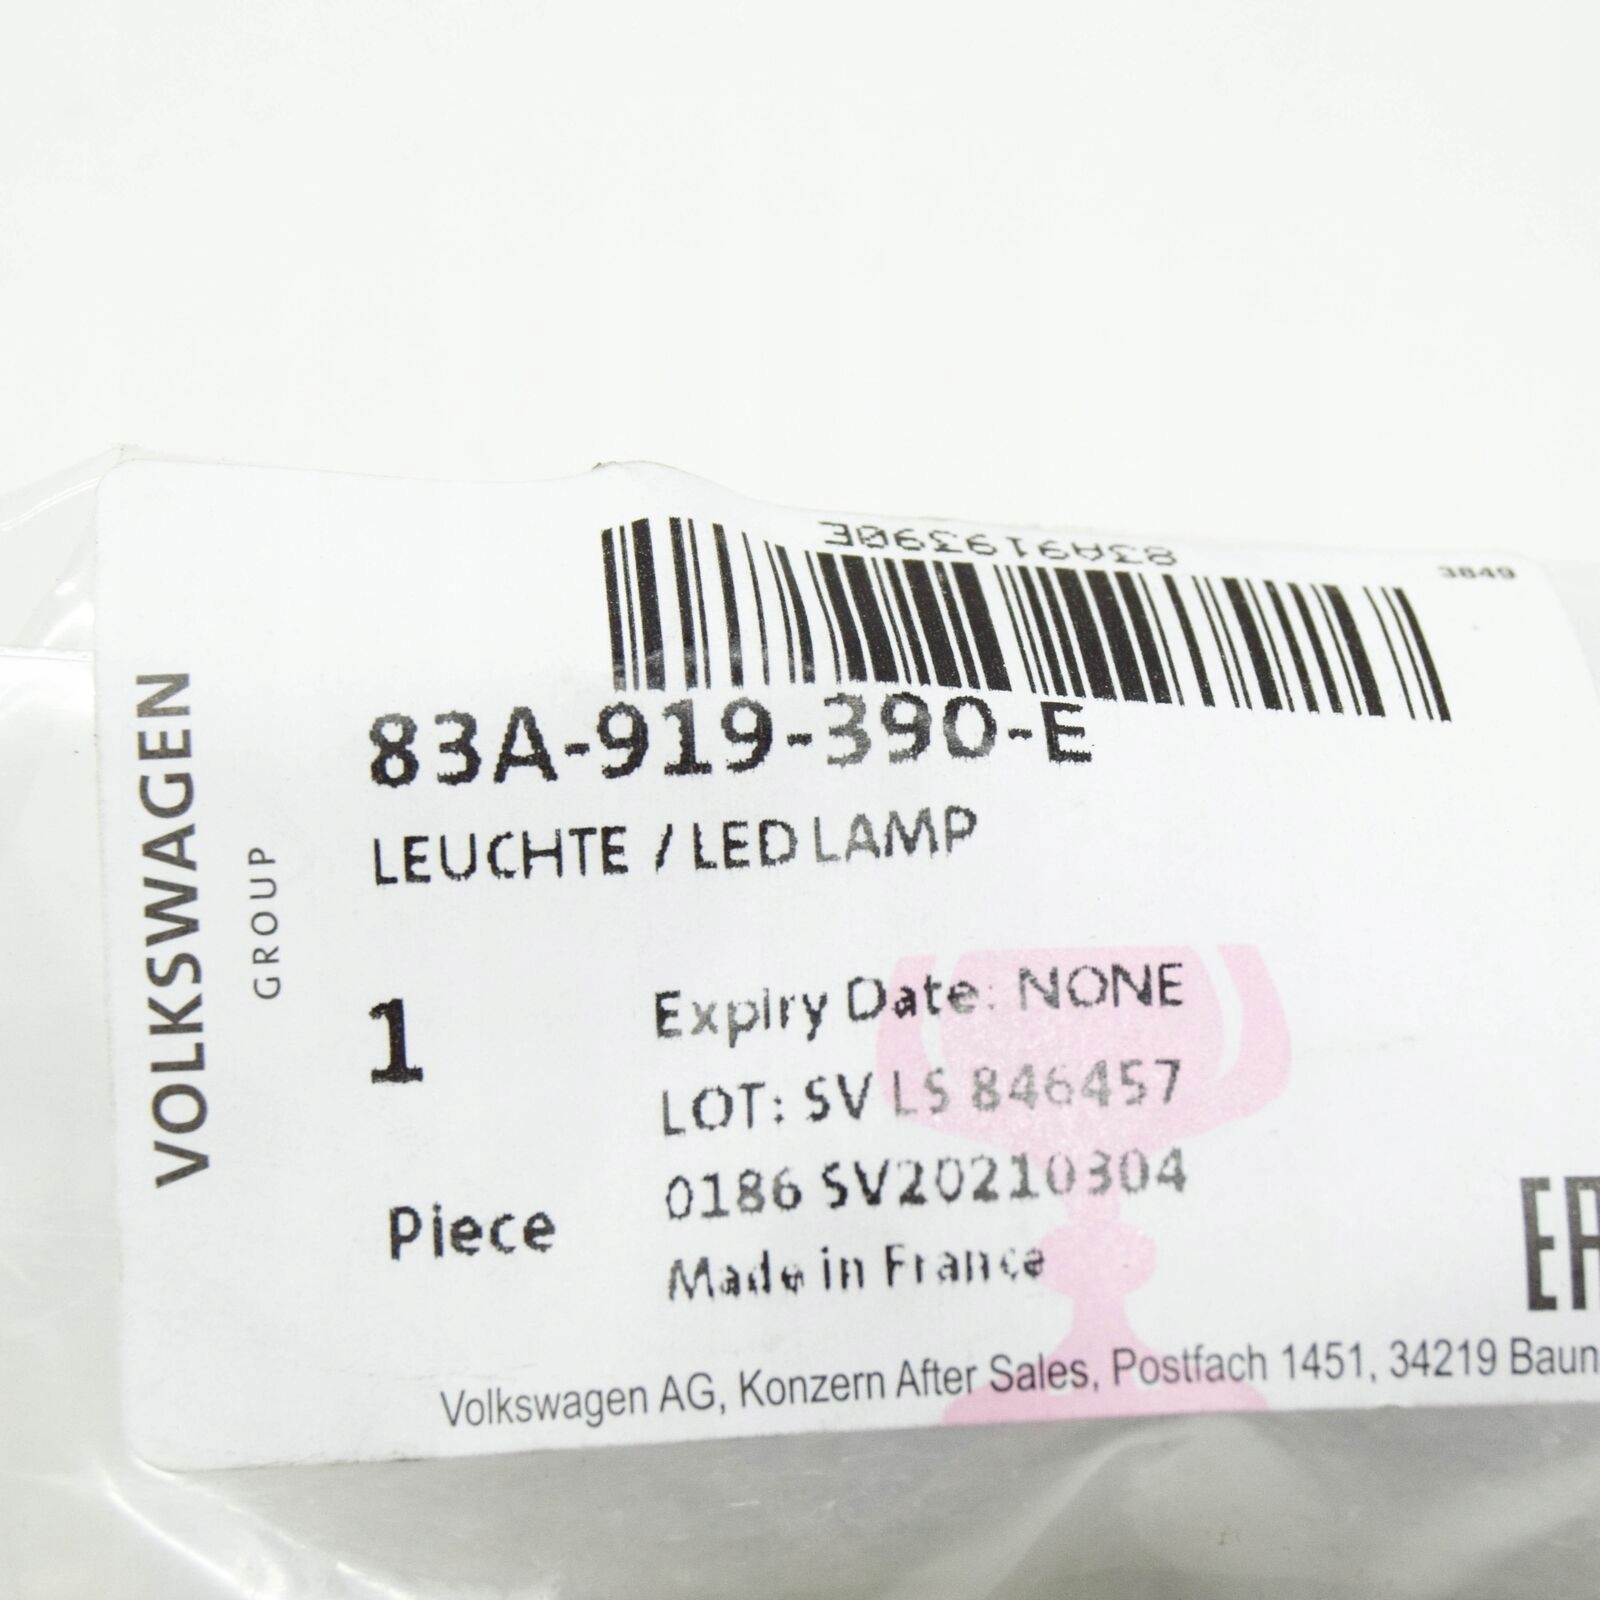 83A919390E
3849
VOLKSWAGEN
GROUP
83A-919-390-E
LEUCHTE / LED LAMP
1
Expiry Date: NONE
LOT: SV LS 846457
Piece
0186 SV20210304
Made in France
Volkswagen AG, Konzern After Sales, Postfach 1451, 34219 Baun